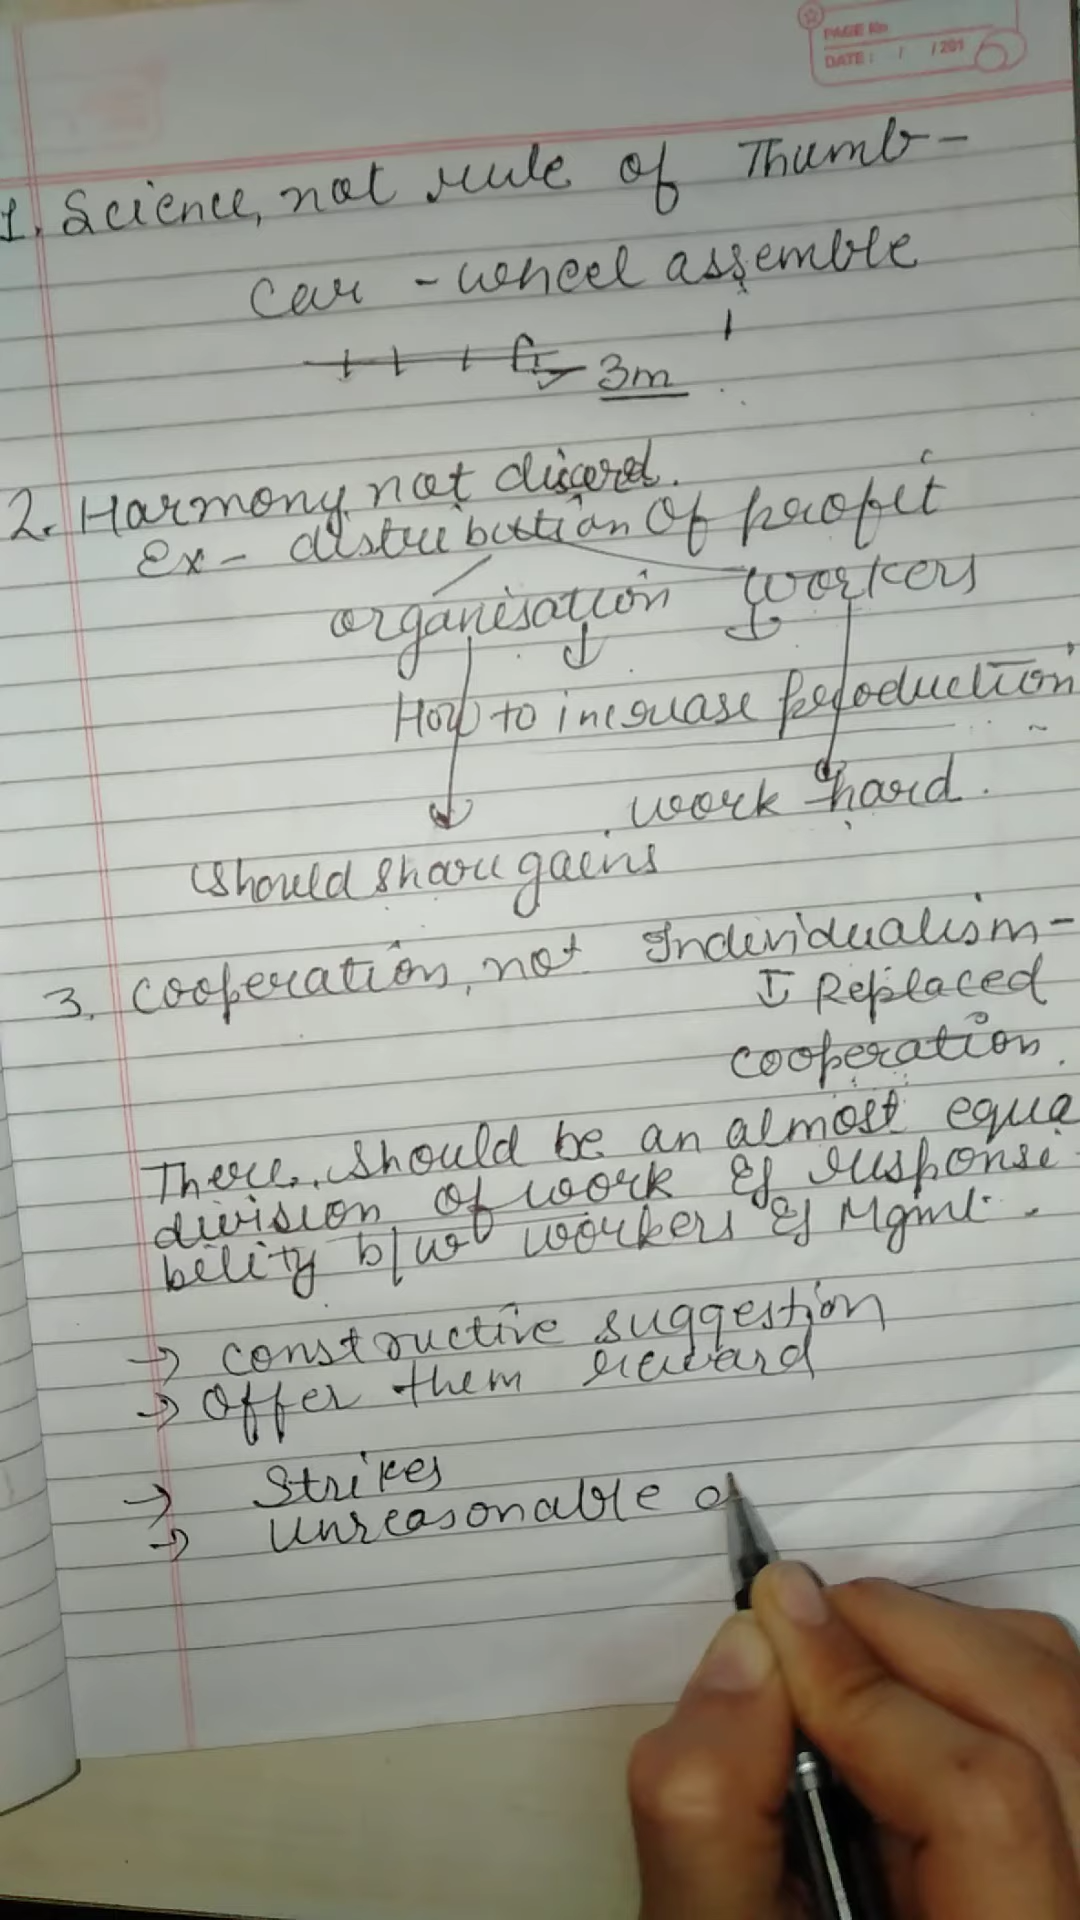 PAGE No
DATE: / /201
1. Science, not rule of Thumb -
Car - wheel assemble
3m
2. Harmony, not discord.
Ex - distribution of profit
organisation workers
How to increase production
work hard.
should share gains
3. cooperation, not Individualism -
Replaced
cooperation.
There should be an almost equa
division of work & responsi
bility b/w workers & Mgmt.
→ constructive suggestion
→ Offer them reward
→ Strikes
→ Unreasonable